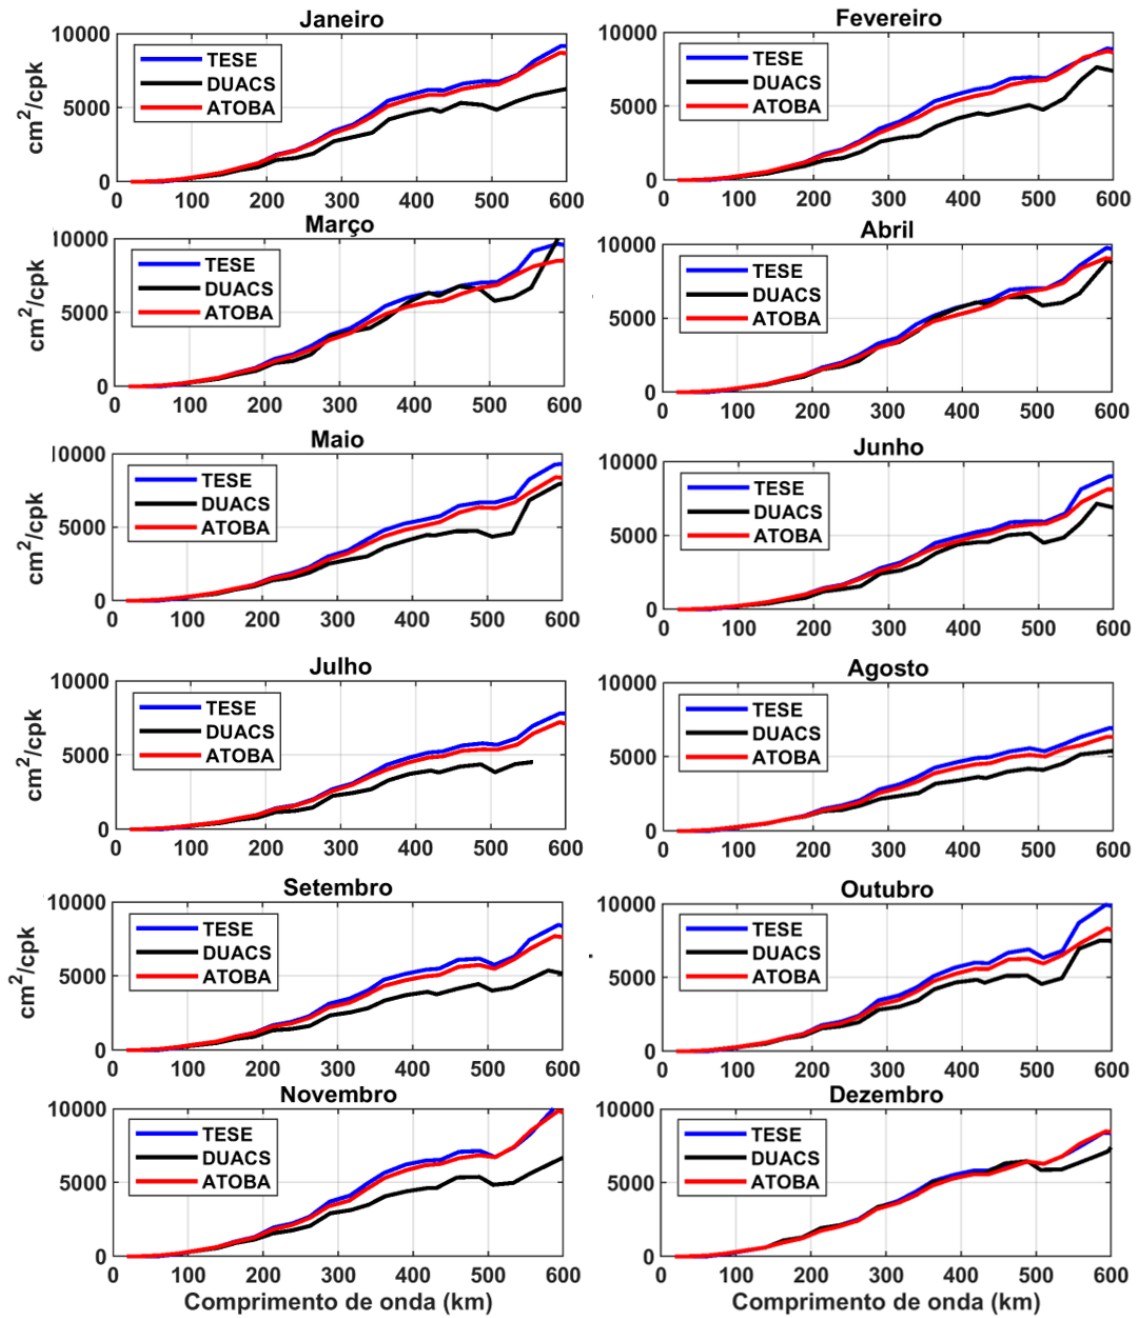 Janeiro
10000
5000
0
cm²/cpk
TESE
DUACS
ATOBA
0 100 200 300 400 500 600
Fevereiro
10000
5000
0
TESE
DUACS
ATOBA
0 100 200 300 400 500 600
Março
10000
5000
0
cm²/cpk
TESE
DUACS
ATOBA
0 100 200 300 400 500 600
Abril
10000
5000
0
TESE
DUACS
ATOBA
0 100 200 300 400 500 600
Maio
10000
5000
0
cm²/cpk
TESE
DUACS
ATOBA
0 100 200 300 400 500 600
Junho
10000
5000
0
TESE
DUACS
ATOBA
0 100 200 300 400 500 600
Julho
10000
5000
0
cm²/cpk
TESE
DUACS
ATOBA
0 100 200 300 400 500 600
Agosto
10000
5000
0
TESE
DUACS
ATOBA
0 100 200 300 400 500 600
Setembro
10000
5000
0
cm²/cpk
TESE
DUACS
ATOBA
0 100 200 300 400 500 600
Outubro
10000
5000
0
TESE
DUACS
ATOBA
0 100 200 300 400 500 600
Novembro
10000
5000
0
TESE
DUACS
ATOBA
0 100 200 300 400 500 600
Comprimento de onda (km)
Dezembro
10000
5000
0
TESE
DUACS
ATOBA
0 100 200 300 400 500 600
Comprimento de onda (km)